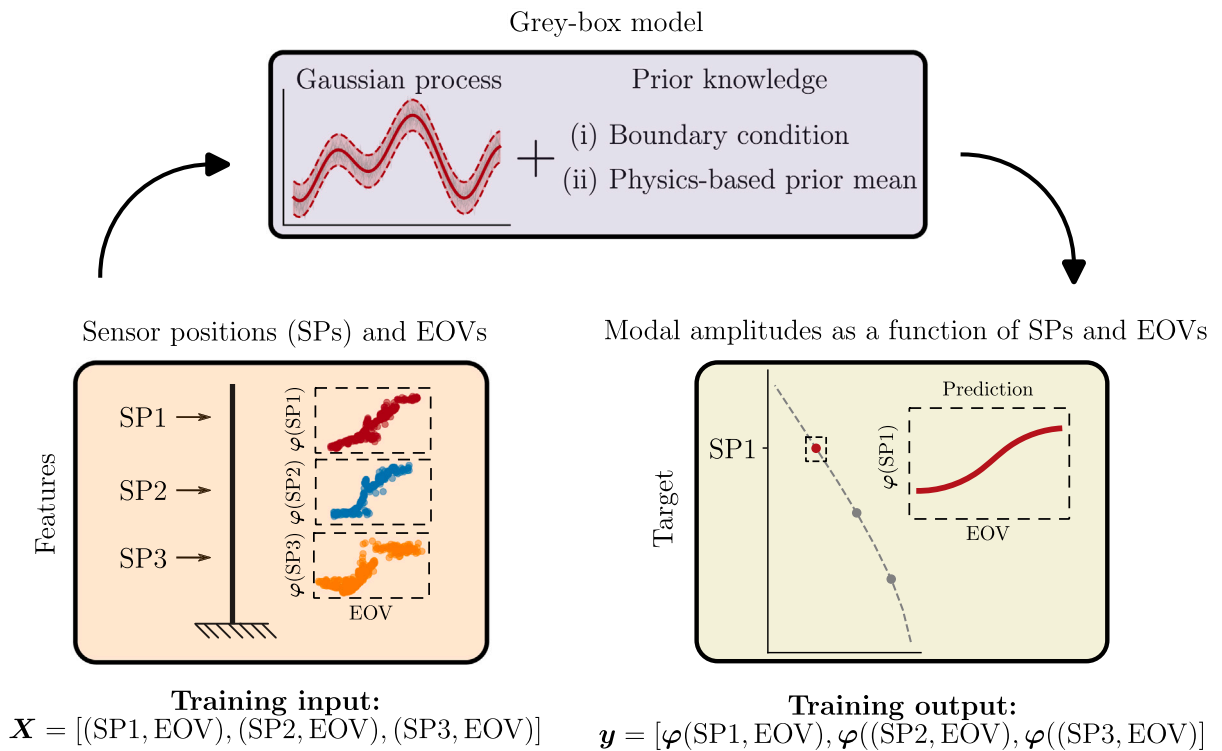 Grey-box model
Gaussian process
Prior knowledge
+
(i) Boundary condition
(ii) Physics-based prior mean
Sensor positions (SPs) and EOVs
Features
SP1
SP2
SP3
φ(SP1)
φ(SP2)
φ(SP3)
EOV
Training input:
X = [(SP1, EOV), (SP2, EOV), (SP3, EOV)]
Modal amplitudes as a function of SPs and EOVs
Target
SP1
Prediction
φ(SP1)
EOV
Training output:
y = [φ(SP1, EOV), φ((SP2, EOV), φ((SP3, EOV)]